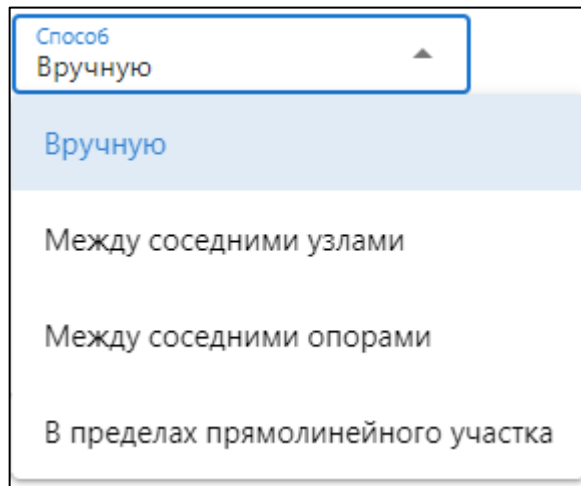 Способ
Вручную
Вручную
Между соседними узлами
Между соседними опорами
В пределах прямолинейного участка